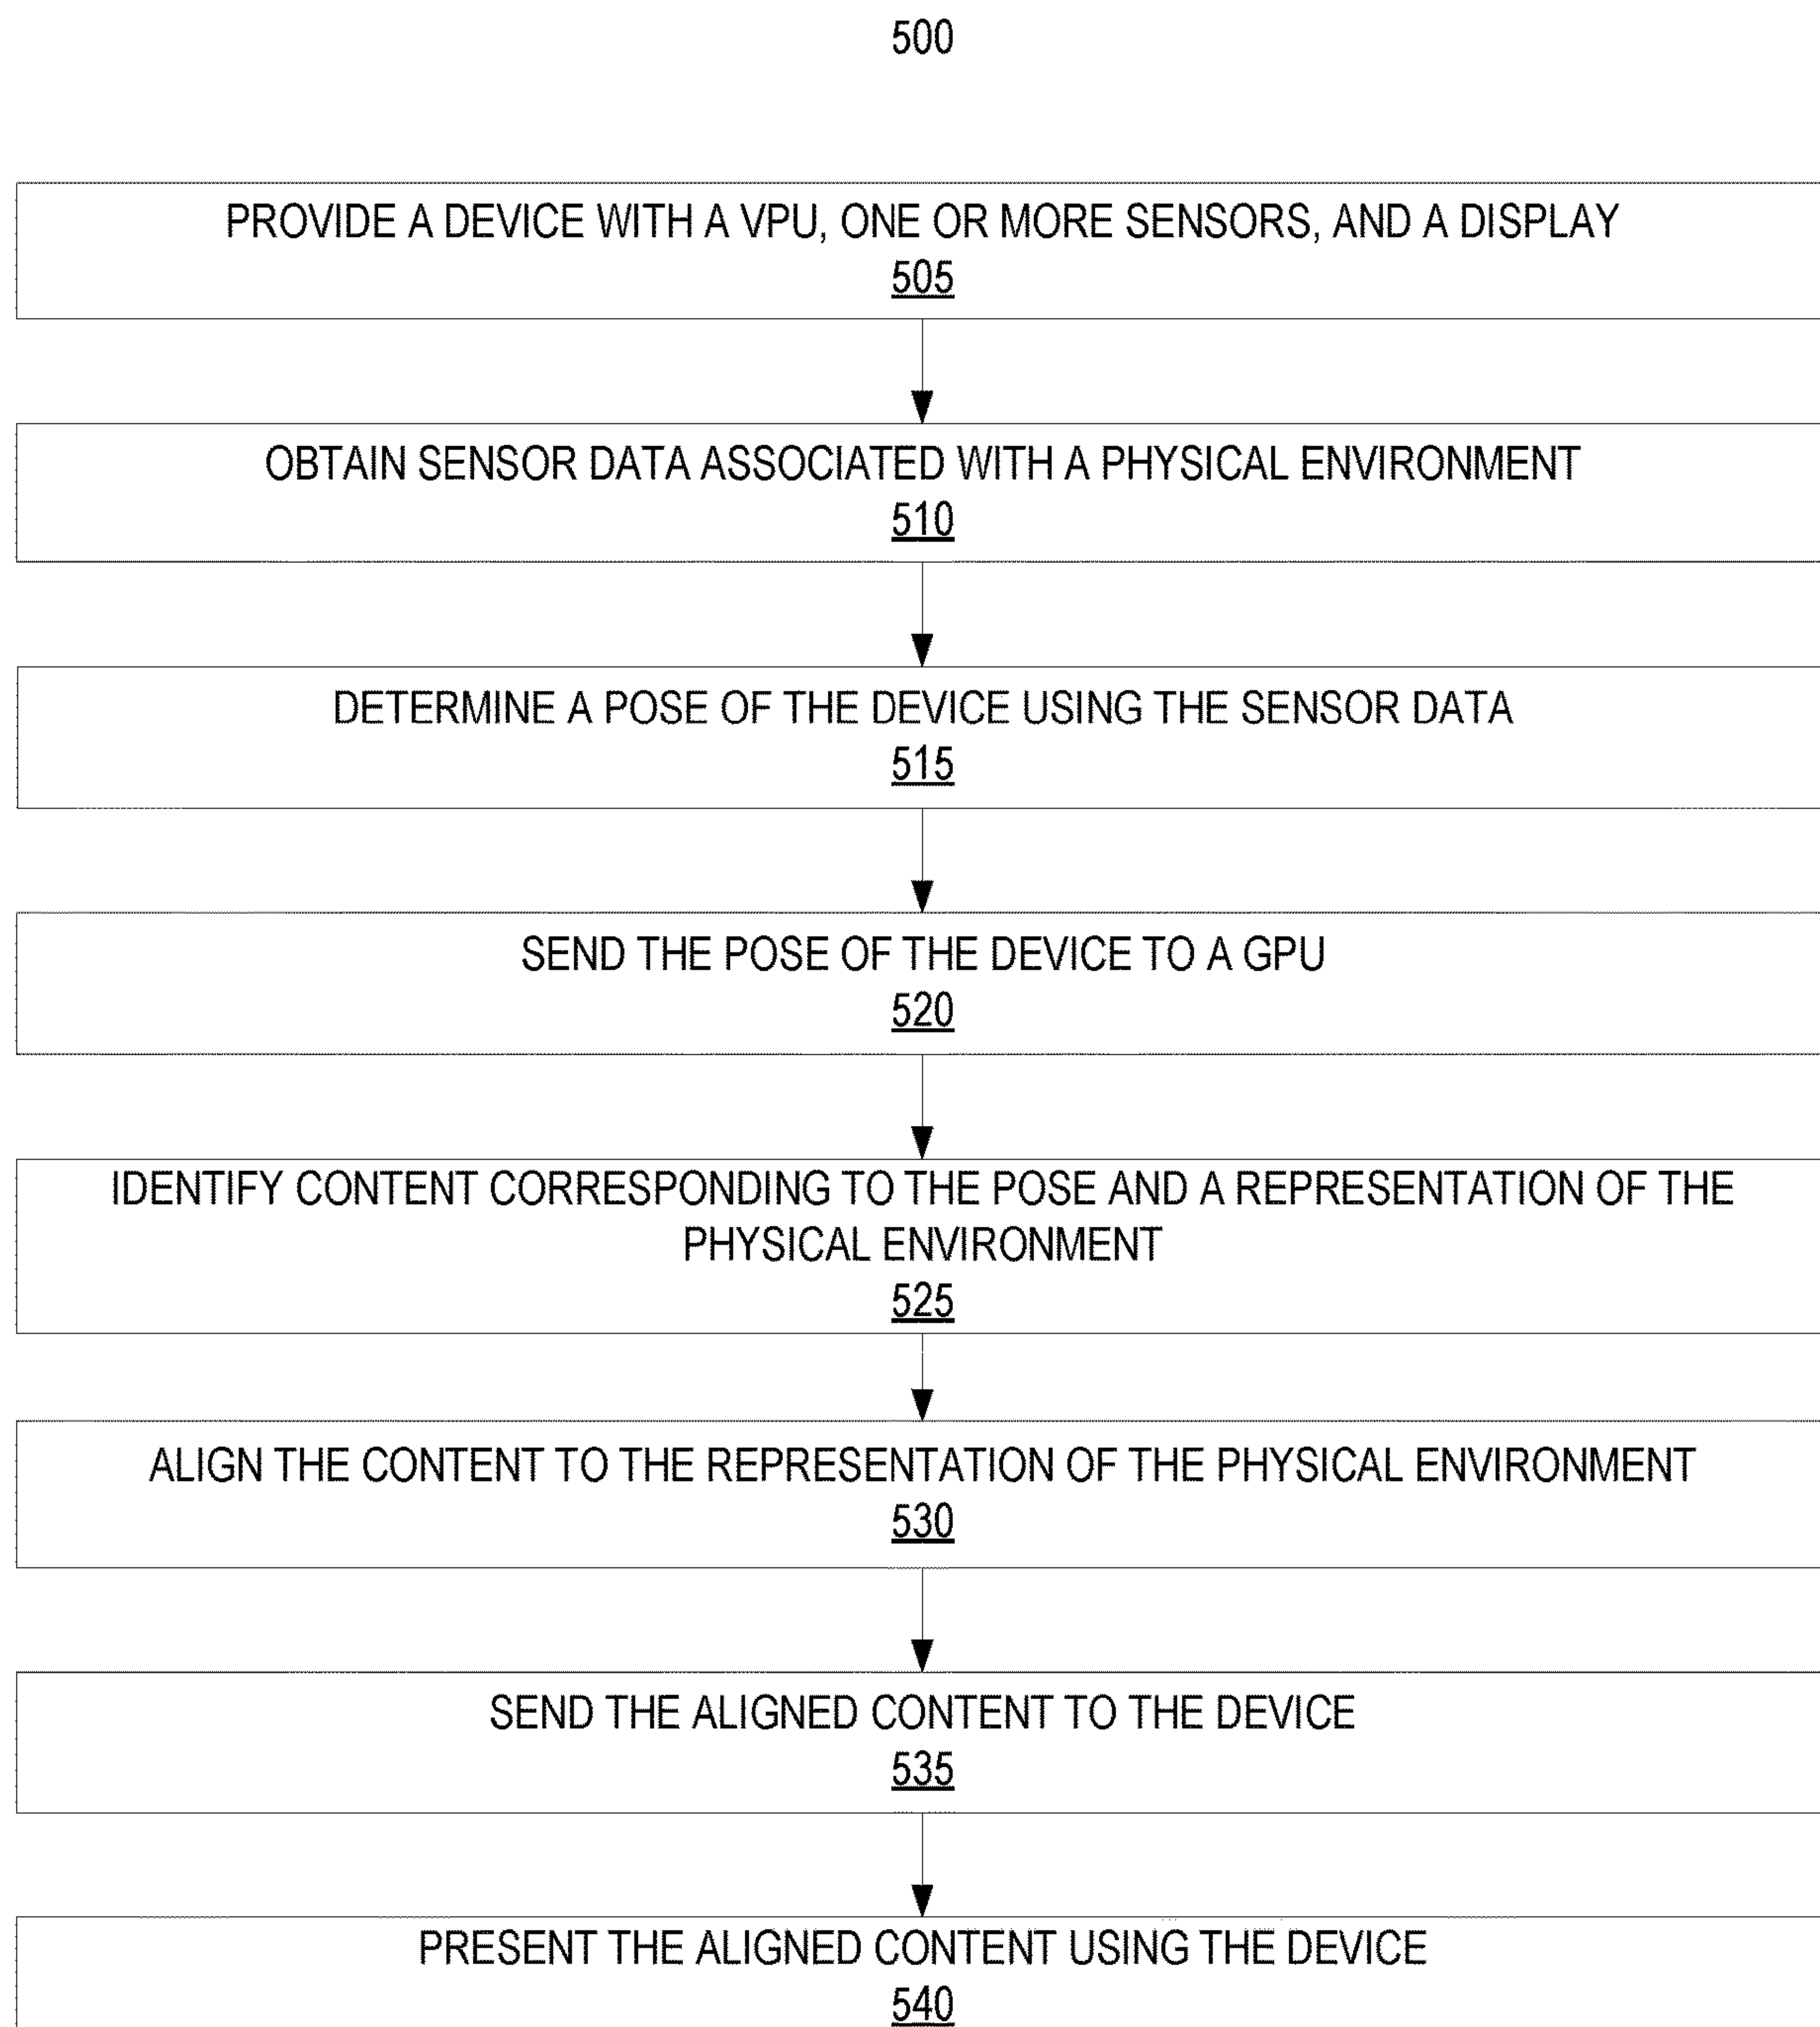 500
PROVIDE A DEVICE WITH A VPU, ONE OR MORE SENSORS, AND A DISPLAY
505
OBTAIN SENSOR DATA ASSOCIATED WITH A PHYSICAL ENVIRONMENT
510
DETERMINE A POSE OF THE DEVICE USING THE SENSOR DATA
515
SEND THE POSE OF THE DEVICE TO A GPU
520
IDENTIFY CONTENT CORRESPONDING TO THE POSE AND A REPRESENTATION OF THE
PHYSICAL ENVIRONMENT
525
ALIGN THE CONTENT TO THE REPRESENTATION OF THE PHYSICAL ENVIRONMENT
530
SEND THE ALIGNED CONTENT TO THE DEVICE
535
PRESENT THE ALIGNED CONTENT USING THE DEVICE
540